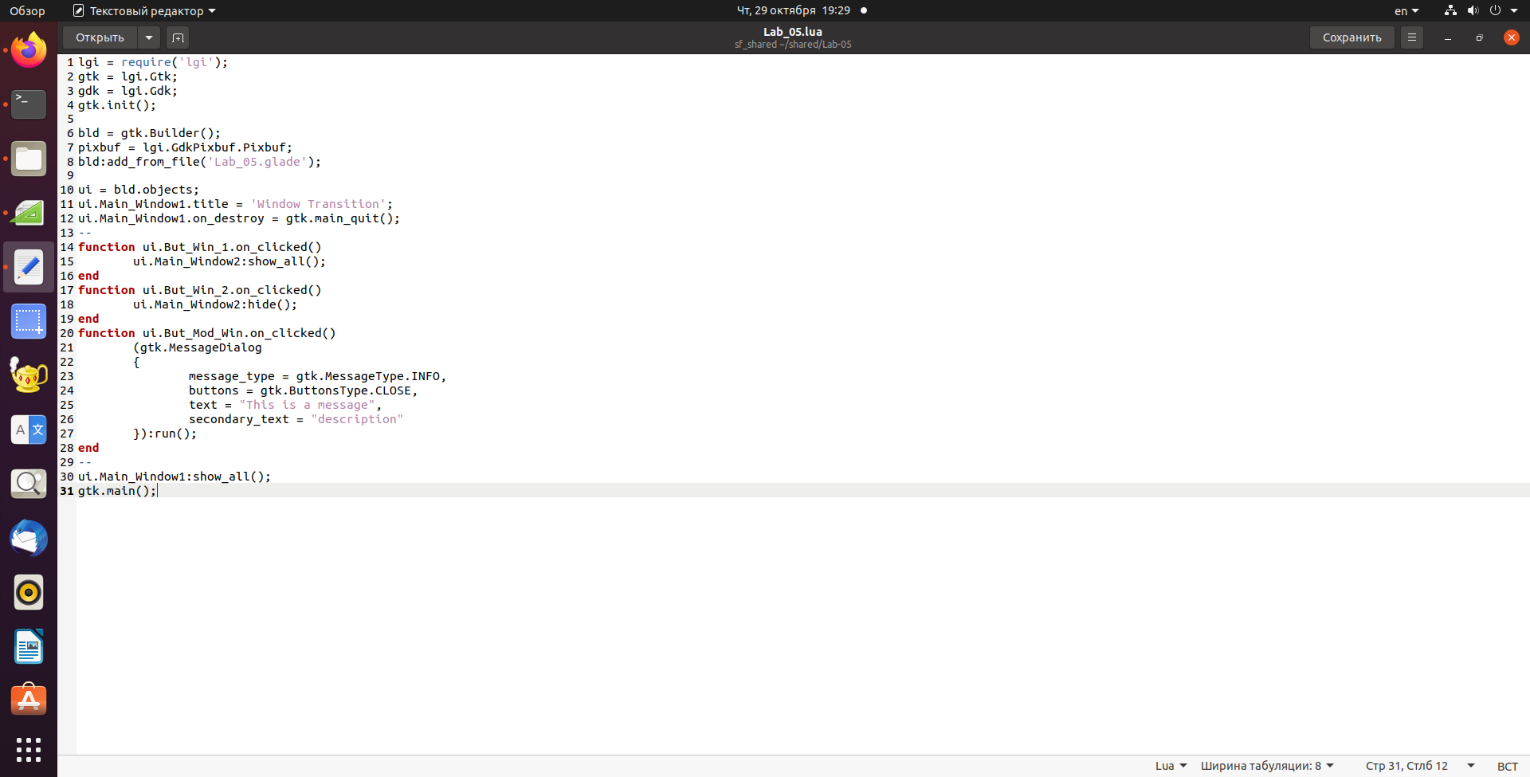 Обзор Текстовый редактор Чт, 29 октября 19:29 en
Открыть Lab_05.lua Сохранить
sf_shared ~/shared/Lab-05
1 lgi = require('lgi');
2 gtk = lgi.Gtk;
3 gdk = lgi.Gdk;
4 gtk.init();
5
6 bld = gtk.Builder();
7 pixbuf = lgi.GdkPixbuf.Pixbuf;
8 bld:add_from_file('Lab_05.glade');
9
10 ui = bld.objects;
11 ui.Main_Window1.title = 'Window Transition';
12 ui.Main_Window1.on_destroy = gtk.main_quit();
13 --
14 function ui.But_Win_1.on_clicked()
15 ui.Main_Window2:show_all();
16 end
17 function ui.But_Win_2.on_clicked()
18 ui.Main_Window2:hide();
19 end
20 function ui.But_Mod_Win.on_clicked()
21 (gtk.MessageDialog
22 {
23 message_type = gtk.MessageType.INFO,
24 buttons = gtk.ButtonsType.CLOSE,
25 text = "This is a message",
26 secondary_text = "description"
27 }):run();
28 end
29 --
30 ui.Main_Window1:show_all();
31 gtk.main();
Lua Ширина табуляции: 8 Стр 31, Стлб 12 ВСТ